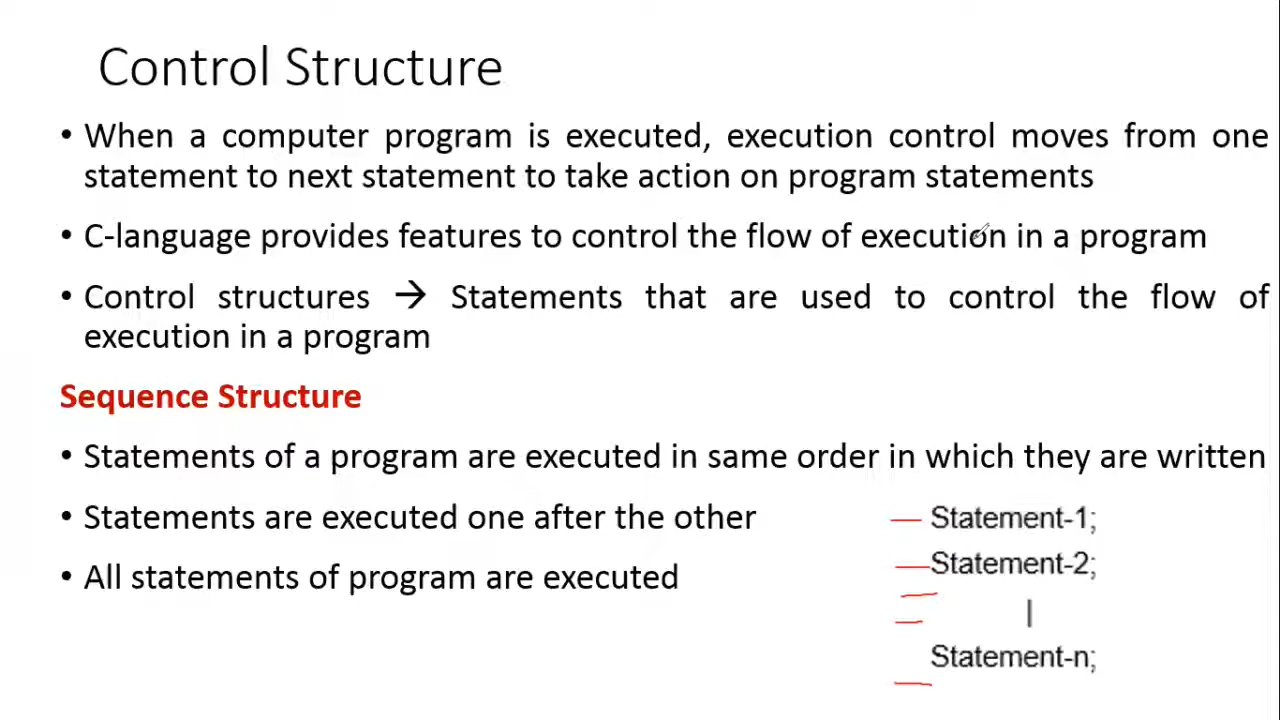 Control Structure
• When a computer program is executed, execution control moves from one
statement to next statement to take action on program statements
• C-language provides features to control the flow of execution in a program
• Control structures → Statements that are used to control the flow of
execution in a program
Sequence Structure
• Statements of a program are executed in same order in which they are written
• Statements are executed one after the other
• All statements of program are executed
Statement-1;
Statement-2;
|
Statement-n;